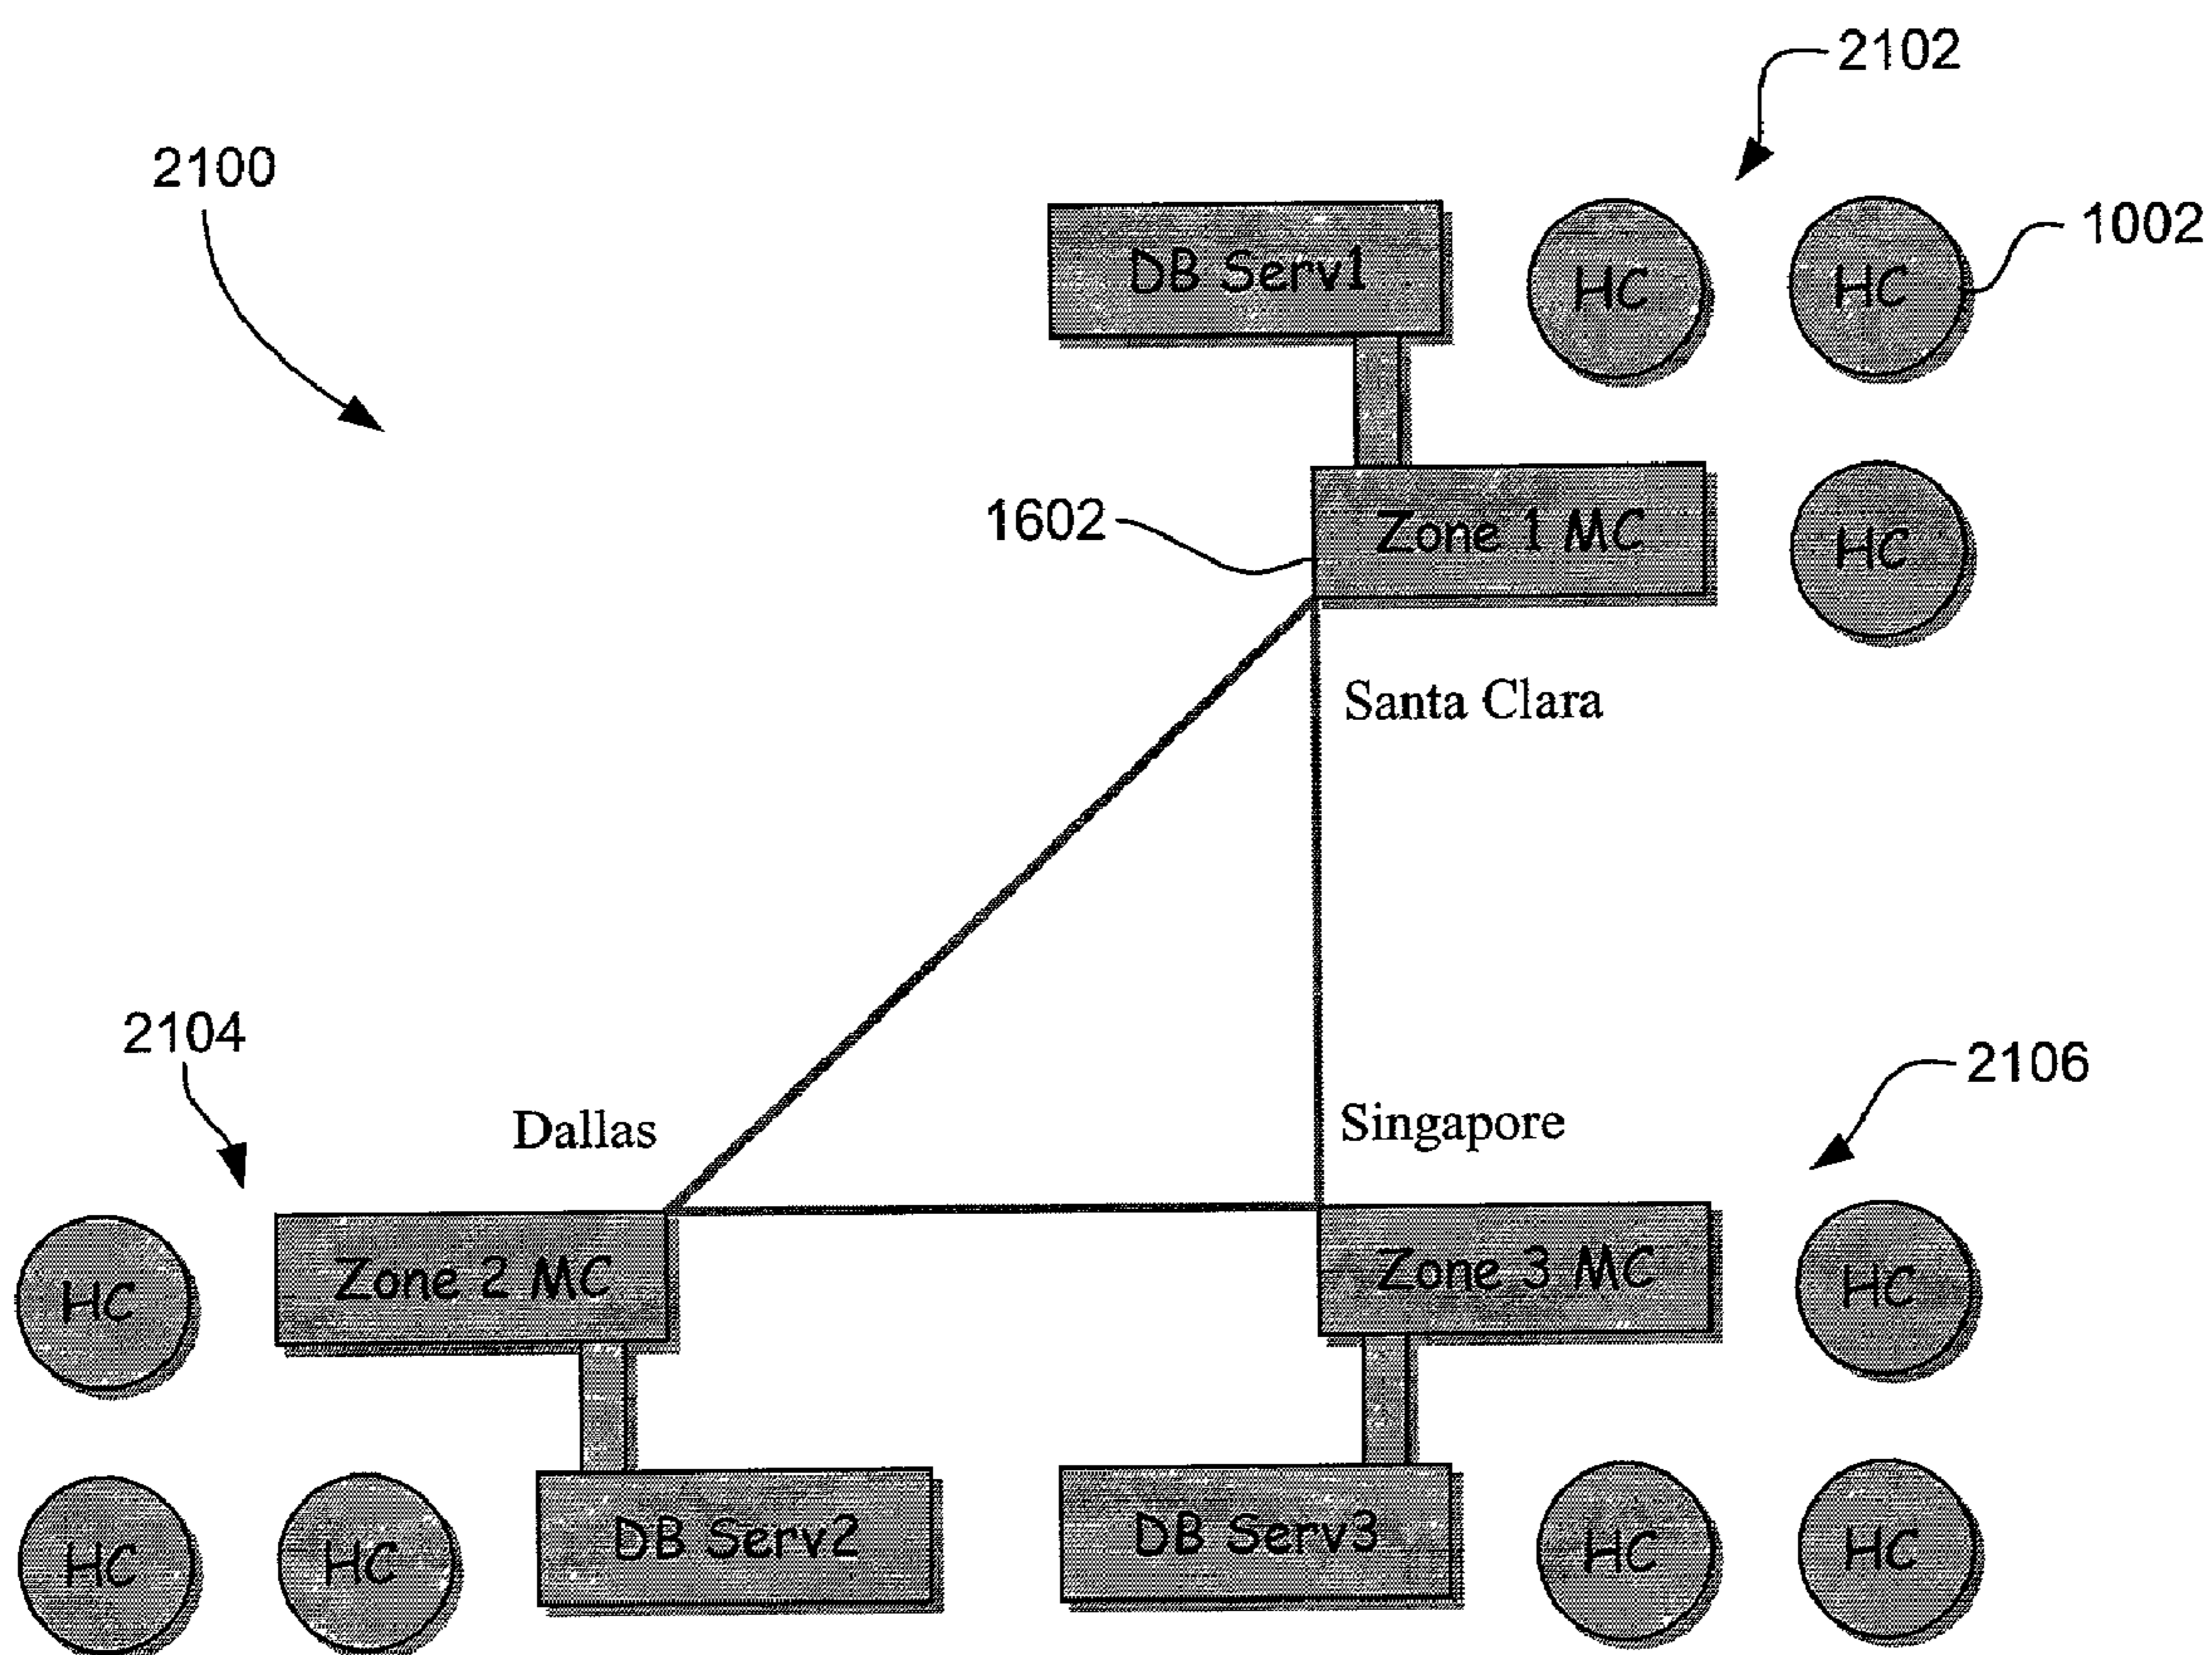 2102
2100
1002
DB Serv1
HC
HC
1602
Zone 1 MC
HC
Santa Clara
2104
2106
Dallas
Singapore
HC
Zone 2 MC
Zone 3 MC
HC
HC
HC
DB Serv2
DB Serv3
HC
HC